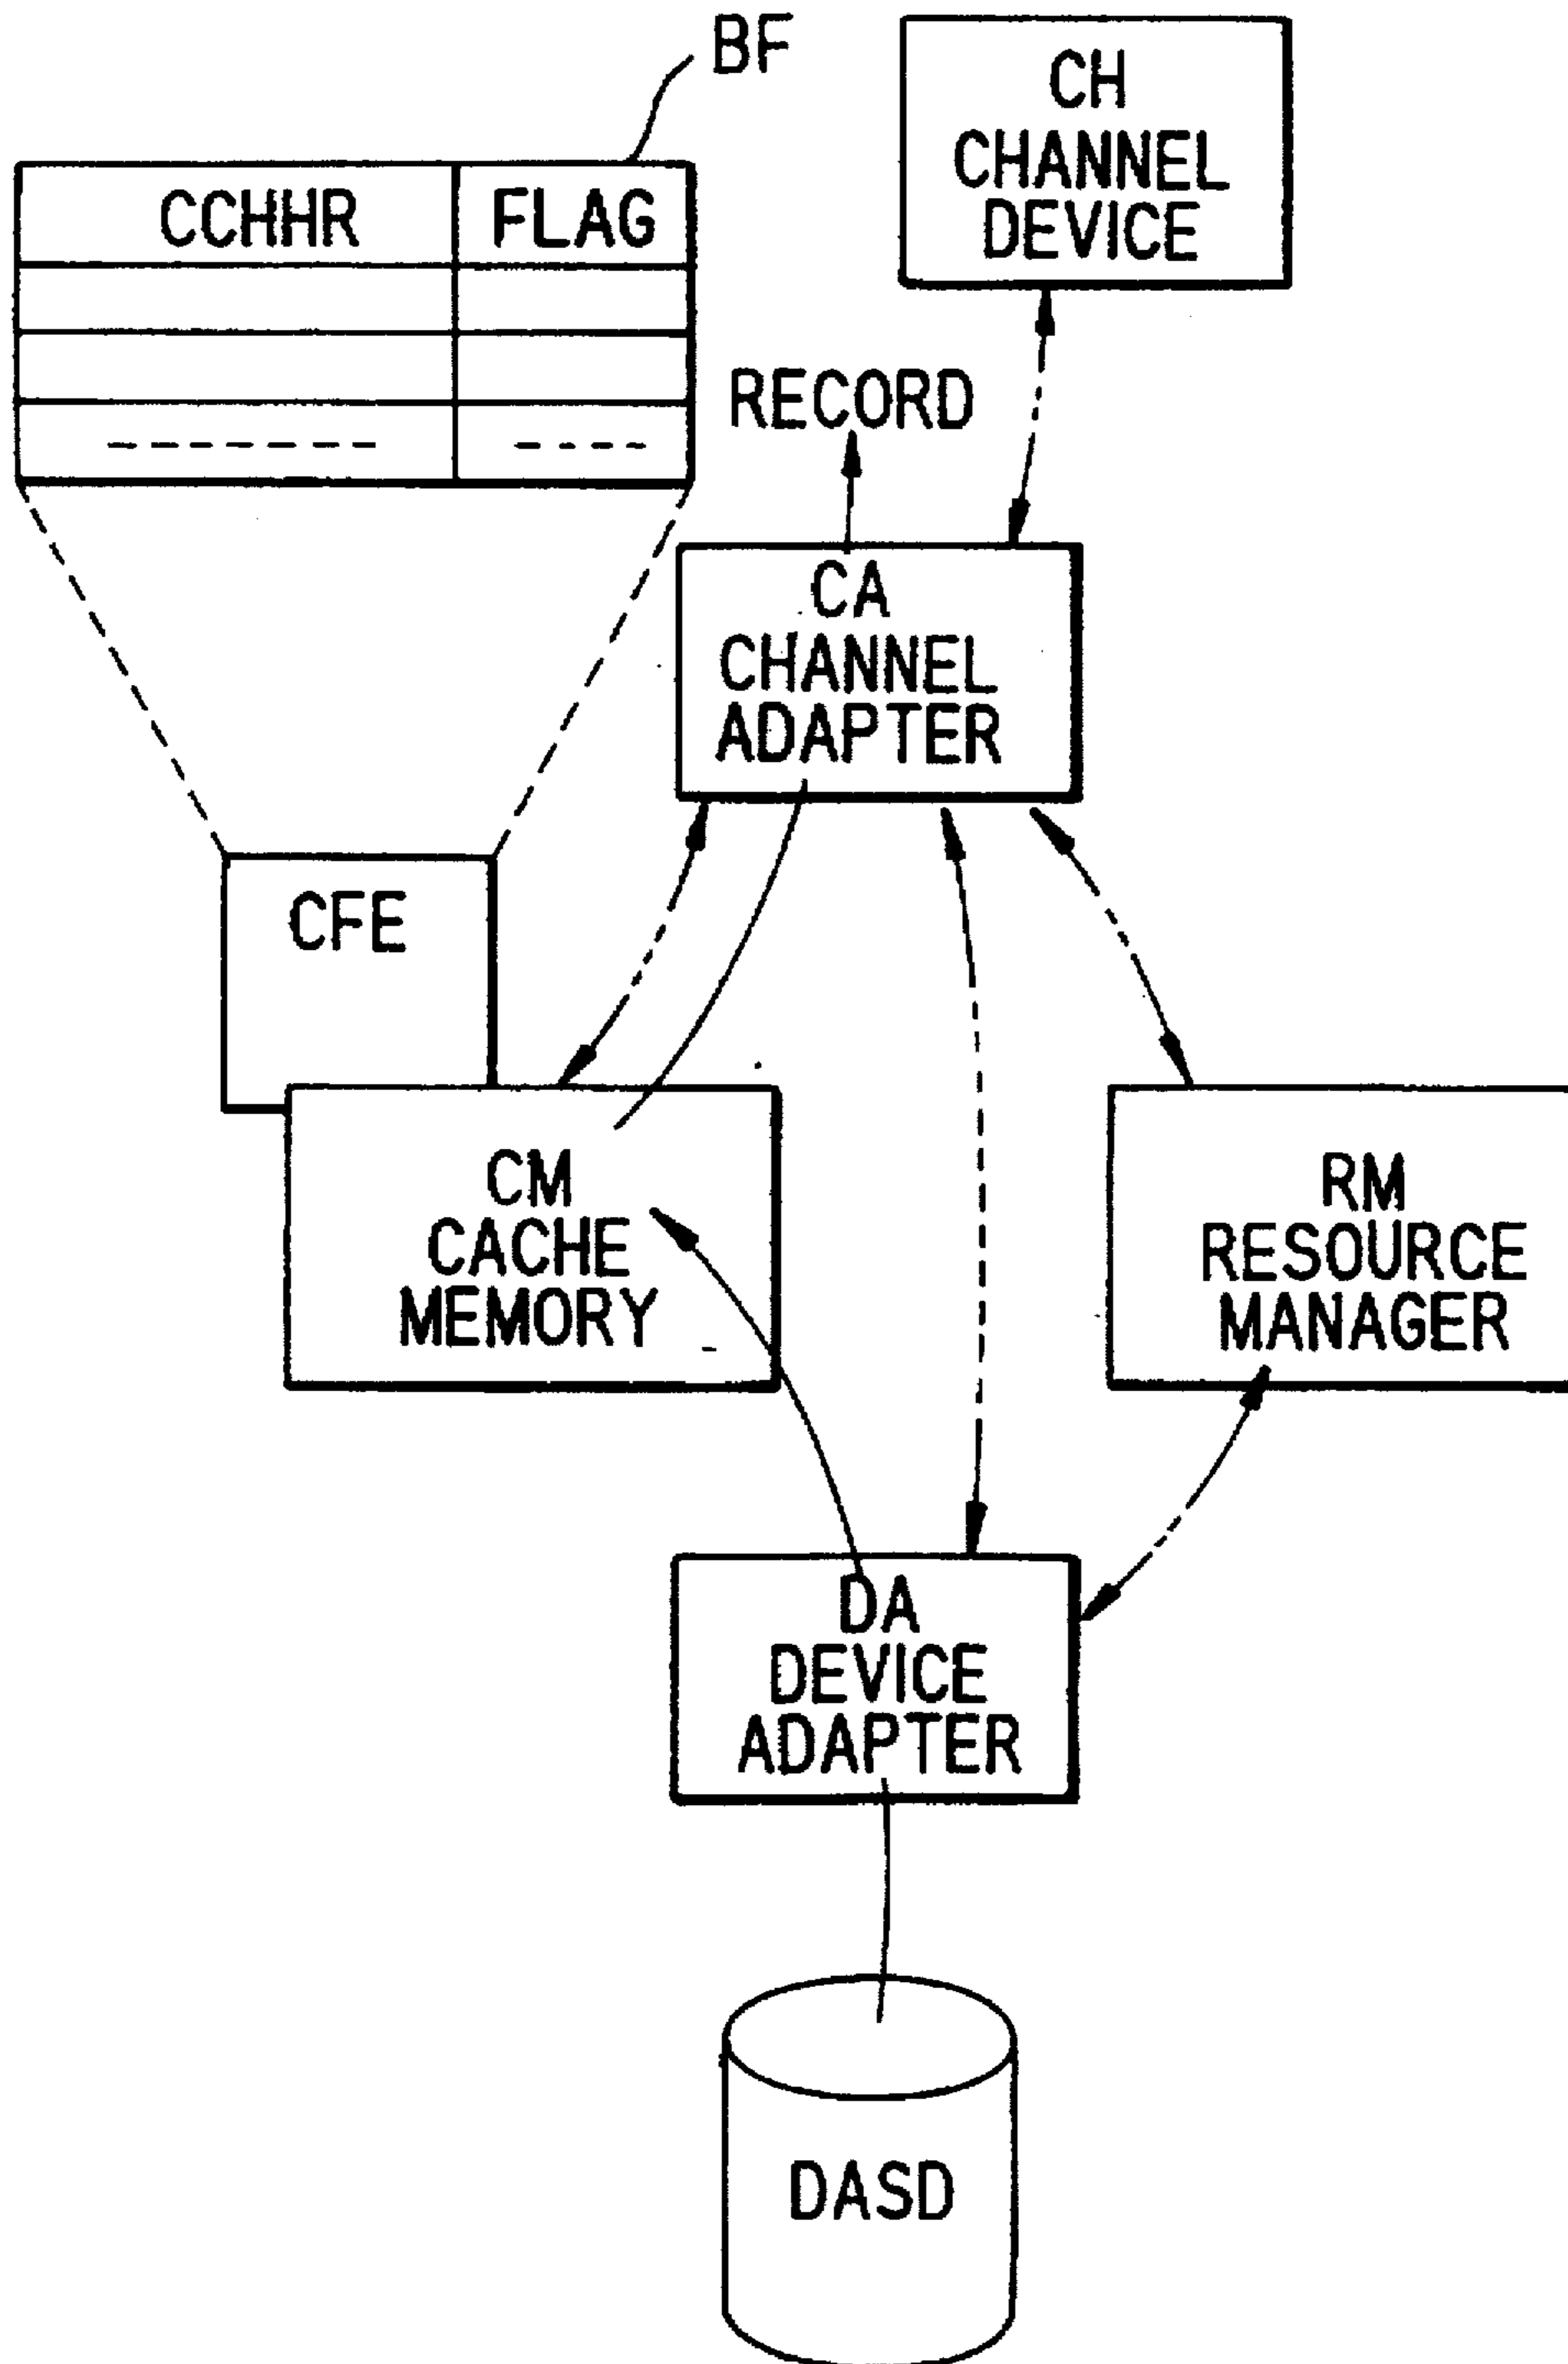 BF
CH
CHANNEL
DEVICE
CCHHR FLAG
RECORD
CA
CHANNEL
ADAPTER
CFE
CM
CACHE
MEMORY
RM
RESOURCE
MANAGER
DA
DEVICE
ADAPTER
DASD